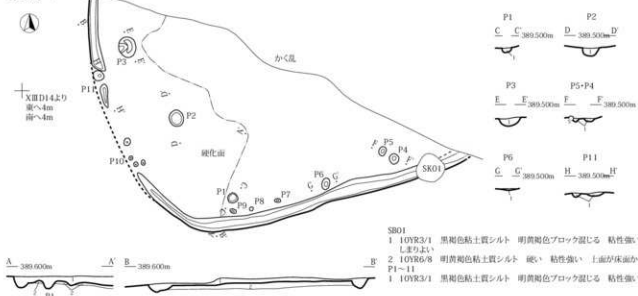 P1
P2
C C' 389.500m
D 389.500m D'
1
P3
P5・P4
E E' 389.500m
F F' 389.500m
P6
P11
G G' 389.500m
H 389.500m H'
かく乱
硬化面
XⅢD14より
東へ4m
南へ4m
P3
P11
P2
P10
P1
P9
P8
P7
P6
P5
P4
SK01
A 389.600m A'
B 389.600m B'
SB01
1 10YR3/1 黒褐色粘土質シルト 明黄褐色ブロック混じる 粘性強い
しまりよい
2 10YR6/8 明黄褐色粘土質シルト 硬い 粘性強い 上面が床面か
P1~11
1 10YR3/1 黒褐色粘土質シルト 明黄褐色ブロック混じる 粘性強い